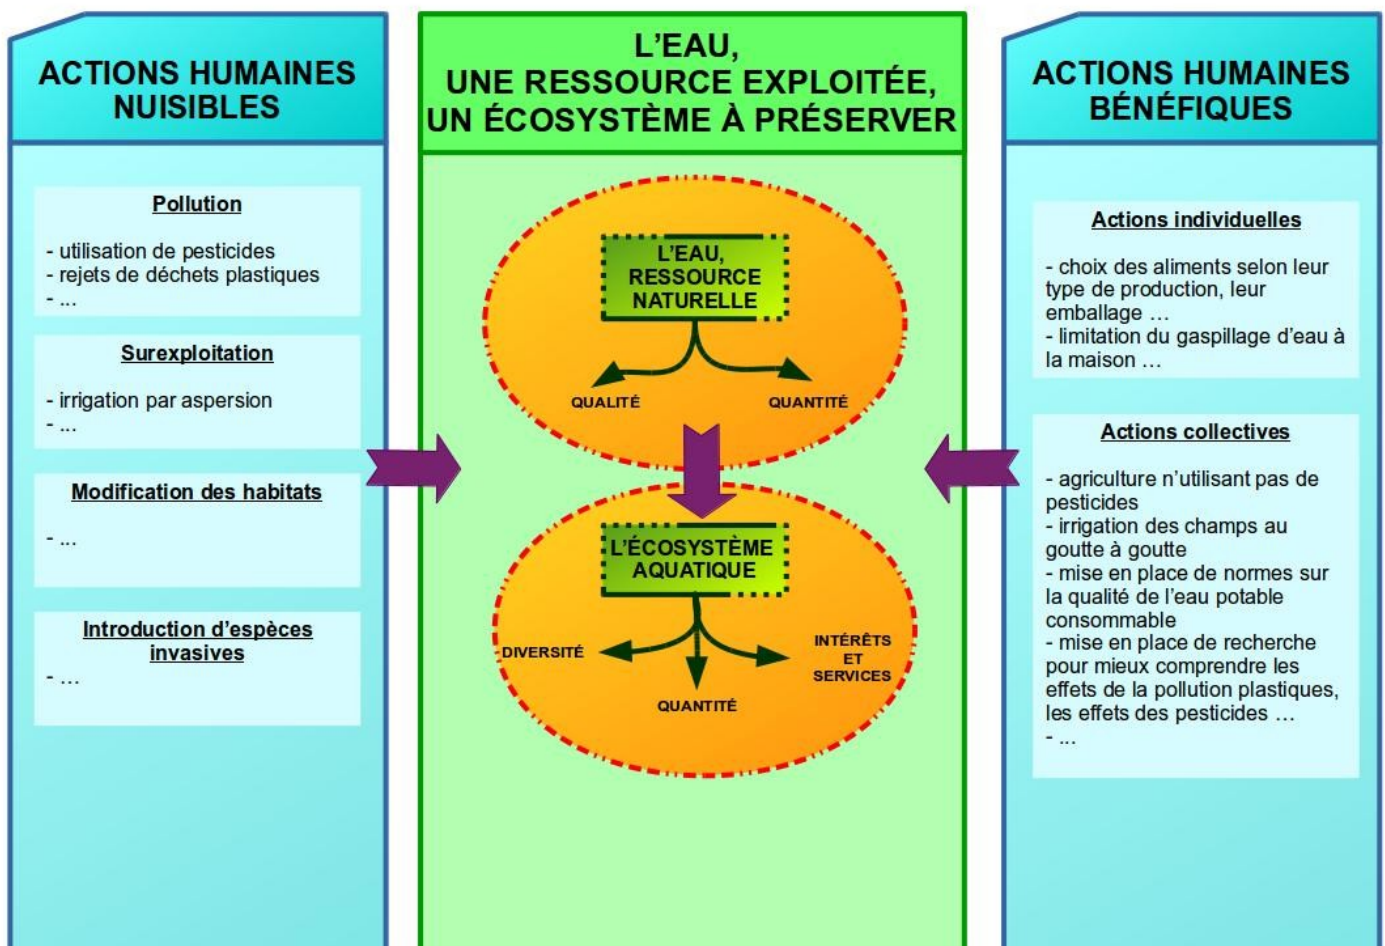 ACTIONS HUMAINES
NUISIBLES
Pollution
- utilisation de pesticides
- rejets de déchets plastiques
- ...
Surexploitation
- irrigation par aspersion
- ...
Modification des habitats
- ...
Introduction d'espèces
invasives
- ...
L'EAU,
UNE RESSOURCE EXPLOITÉE,
UN ÉCOSYSTÈME À PRÉSERVER
L'EAU,
RESSOURCE
NATURELLE
QUALITÉ
QUANTITÉ
L'ÉCOSYSTÈME
AQUATIQUE
DIVERSITÉ
QUANTITÉ
INTÉRÊTS
ET
SERVICES
ACTIONS HUMAINES
BÉNÉFIQUES
Actions individuelles
- choix des aliments selon leur
type de production, leur
emballage ...
- limitation du gaspillage d'eau à
la maison ...
Actions collectives
- agriculture n'utilisant pas de
pesticides
- irrigation des champs au
goutte à goutte
- mise en place de normes sur
la qualité de l'eau potable
consommable
- mise en place de recherche
pour mieux comprendre les
effets de la pollution plastiques,
les effets des pesticides ...
- ...